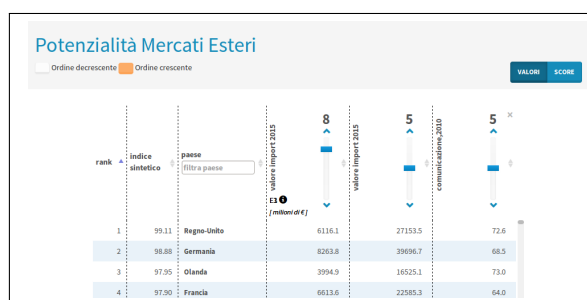 Potenzialità Mercati Esteri
Ordine decrescente Ordine crescente
VALORI SCORE
8 5 5 ×
rank indice sintetico paese valore import 2015 valore import 2015 comunicazione,2010
filtra paese
E1
[ milioni di € ]
1 99.11 Regno-Unito 6116.1 27153.5 72.6
2 98.88 Germania 8263.8 39696.7 68.5
3 97.95 Olanda 3994.9 16525.1 73.0
4 97.90 Francia 6613.6 22585.3 64.0